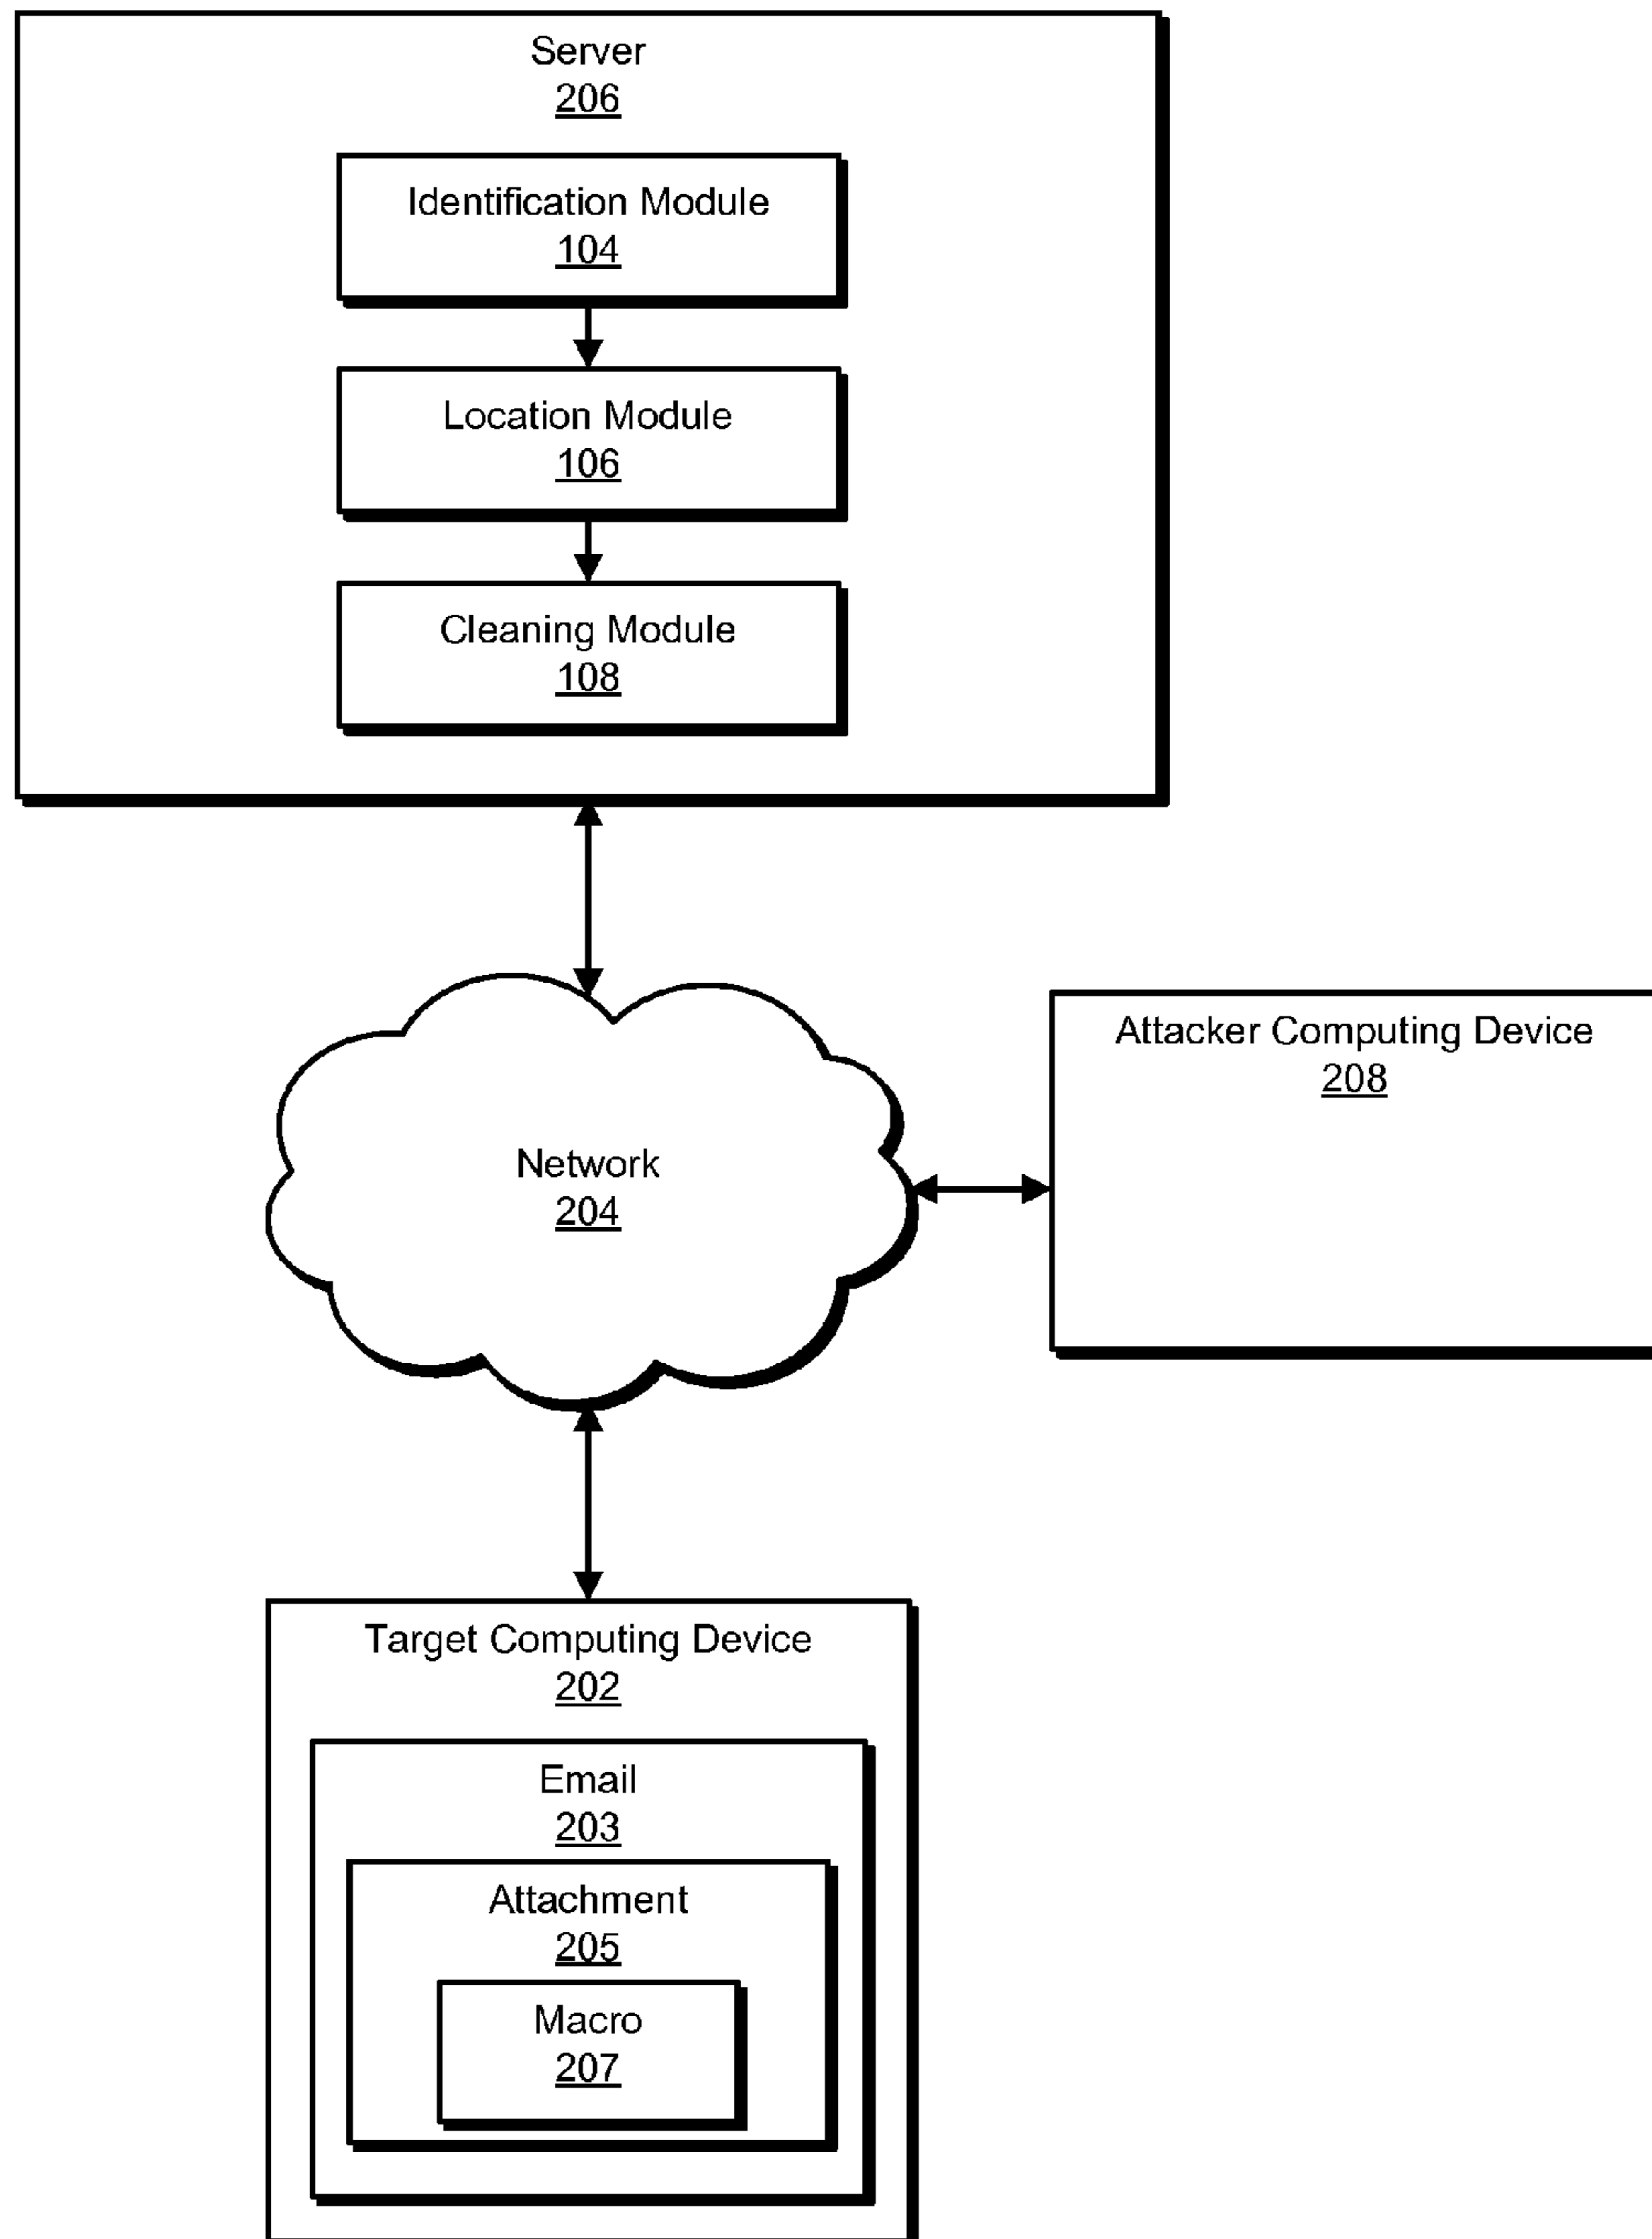 Server
206
Identification Module
104
Location Module
106
Cleaning Module
108
Network
204
Attacker Computing Device
208
Target Computing Device
202
Email
203
Attachment
205
Macro
207